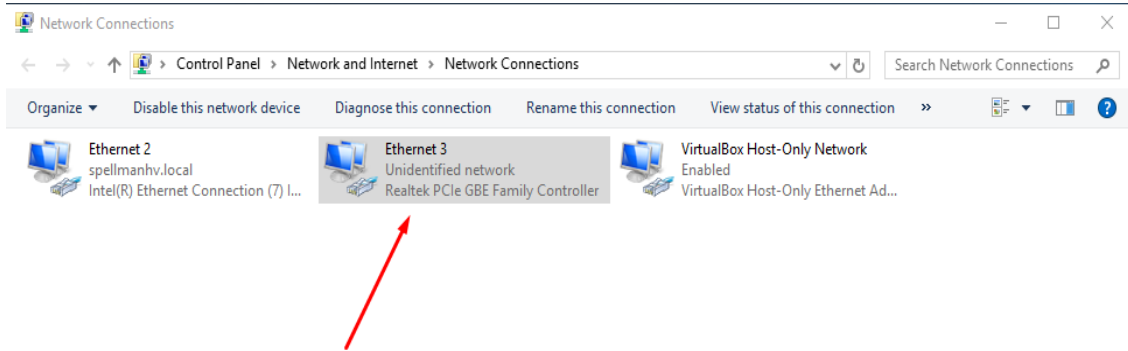 Network Connections
Control Panel > Network and Internet > Network Connections
Search Network Connections
Organize
Disable this network device
Diagnose this connection
Rename this connection
View status of this connection
»
Ethernet 2
spellmanhv.local
Intel(R) Ethernet Connection (7) I...
Ethernet 3
Unidentified network
Realtek PCIe GBE Family Controller
VirtualBox Host-Only Network
Enabled
VirtualBox Host-Only Ethernet Ad...